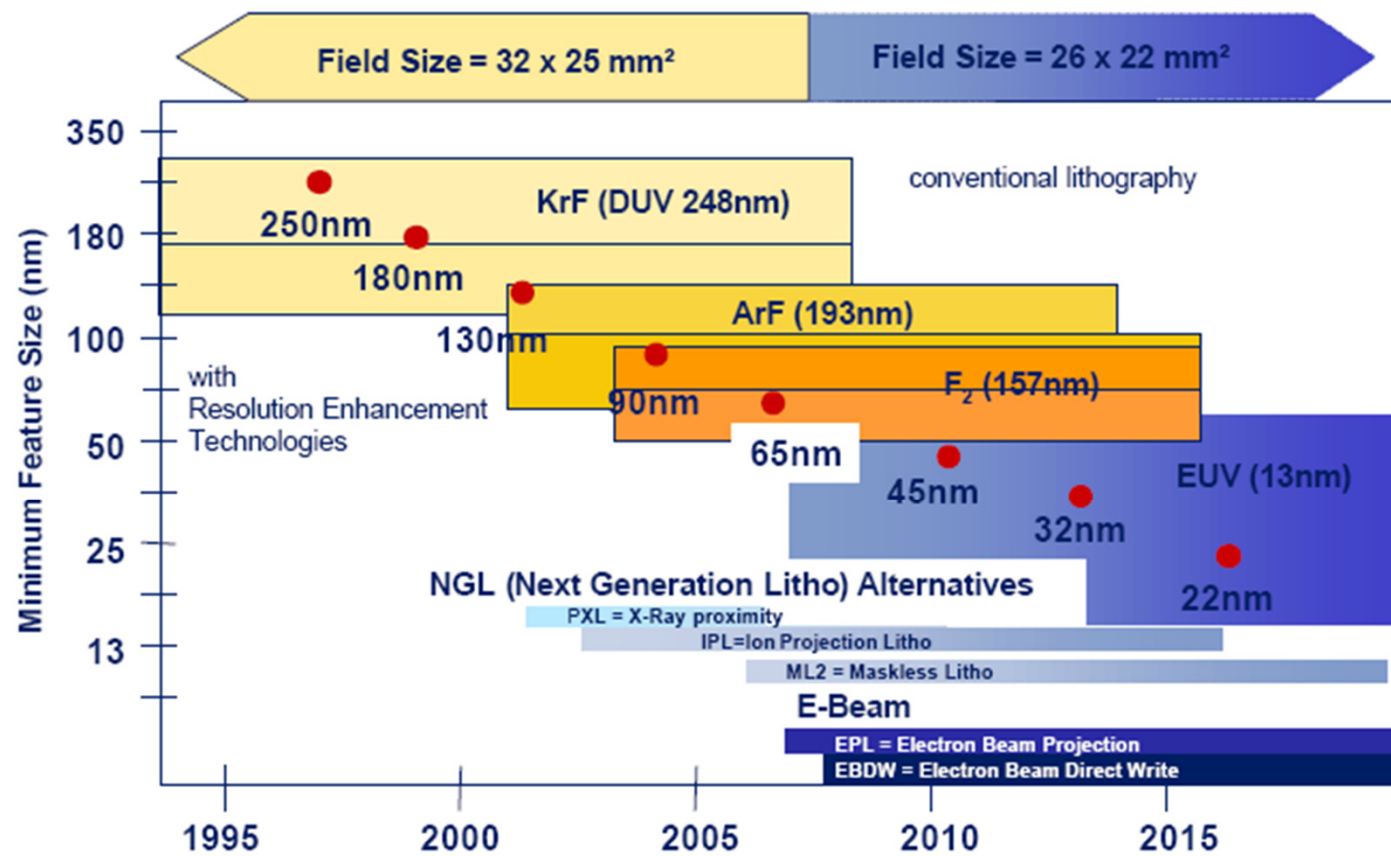 Field Size = 32 x 25 mm²
Field Size = 26 x 22 mm²
Minimum Feature Size (nm)
350
180
100
50
25
13
conventional lithography
KrF (DUV 248nm)
250nm
180nm
ArF (193nm)
130nm
with
Resolution Enhancement
Technologies
F₂ (157nm)
90nm
65nm
EUV (13nm)
45nm
32nm
22nm
NGL (Next Generation Litho) Alternatives
PXL = X-Ray proximity
IPL=Ion Projection Litho
ML2 = Maskless Litho
E-Beam
EPL = Electron Beam Projection
EBDW = Electron Beam Direct Write
1995
2000
2005
2010
2015